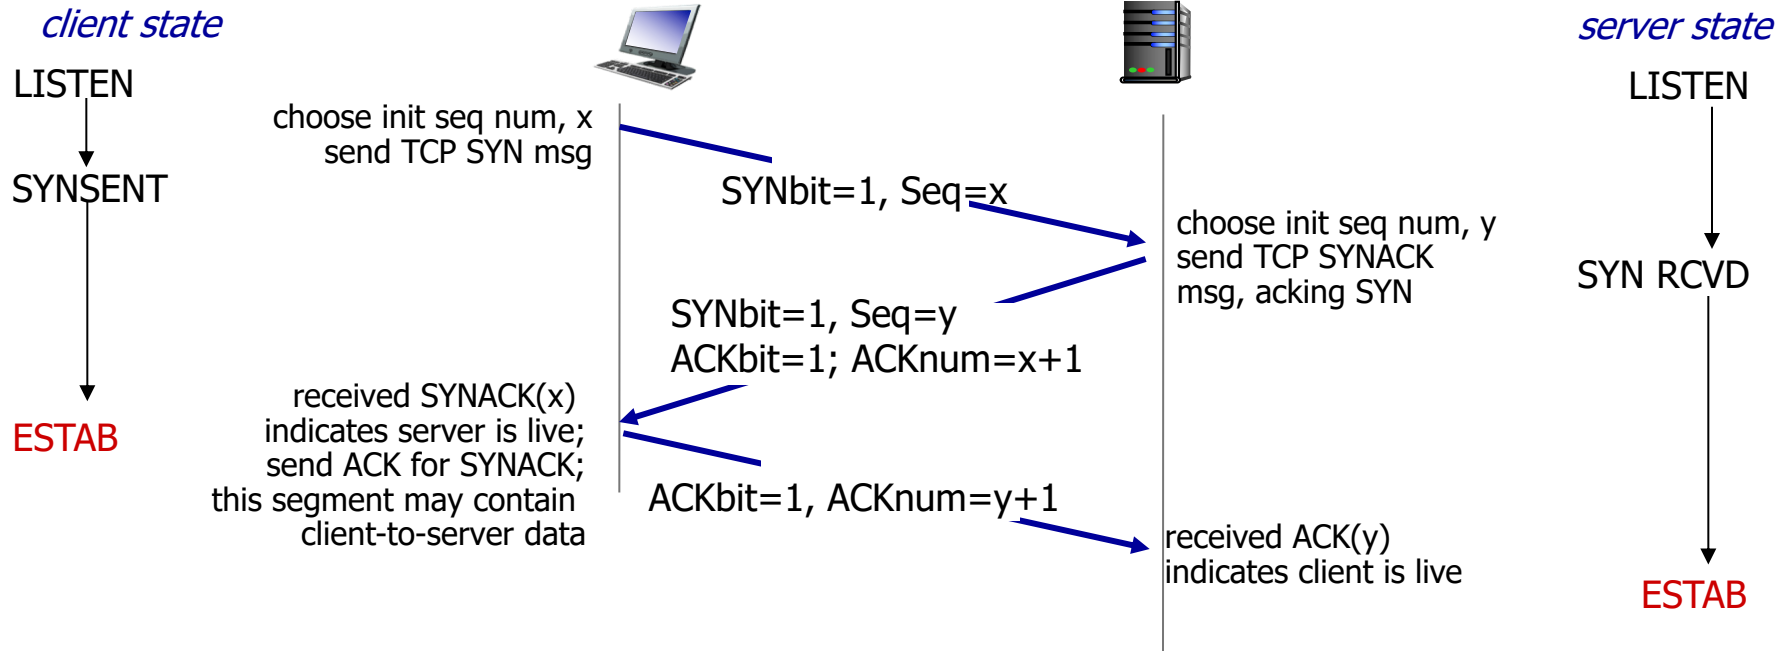 client state
server state
LISTEN
LISTEN
choose init seq num, x
send TCP SYN msg
SYNSENT
SYNbit=1, Seq=x
choose init seq num, y
send TCP SYNACK
msg, acking SYN
SYN RCVD
SYNbit=1, Seq=y
ACKbit=1; ACKnum=x+1
received SYNACK(x)
indicates server is live;
send ACK for SYNACK;
this segment may contain
client-to-server data
ESTAB
ACKbit=1, ACKnum=y+1
received ACK(y)
indicates client is live
ESTAB